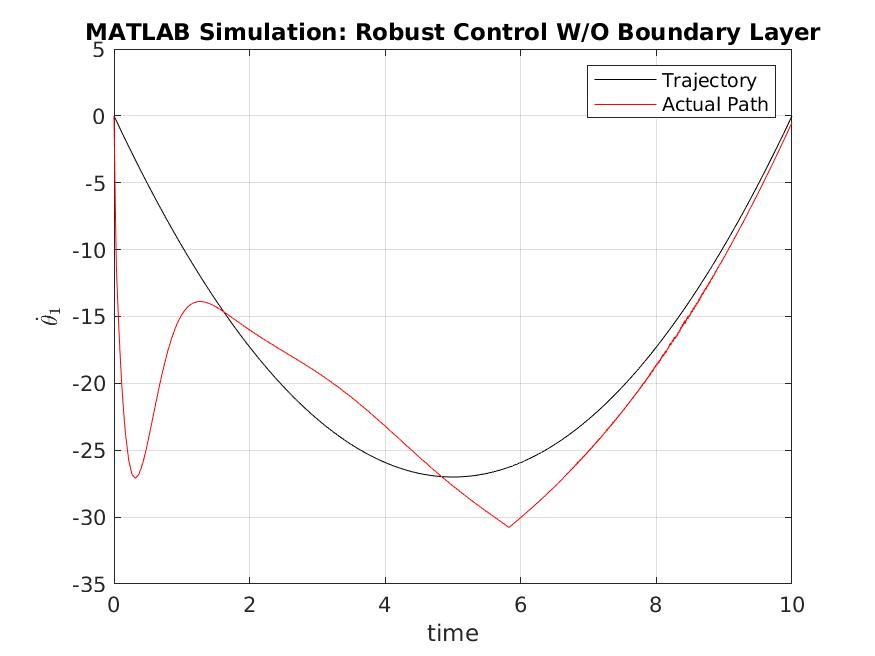 MATLAB Simulation: Robust Control W/O Boundary Layer
Trajectory
Actual Path
5
0
-5
-10
-15
-20
-25
-30
-35
θ̇₁
0 2 4 6 8 10
time